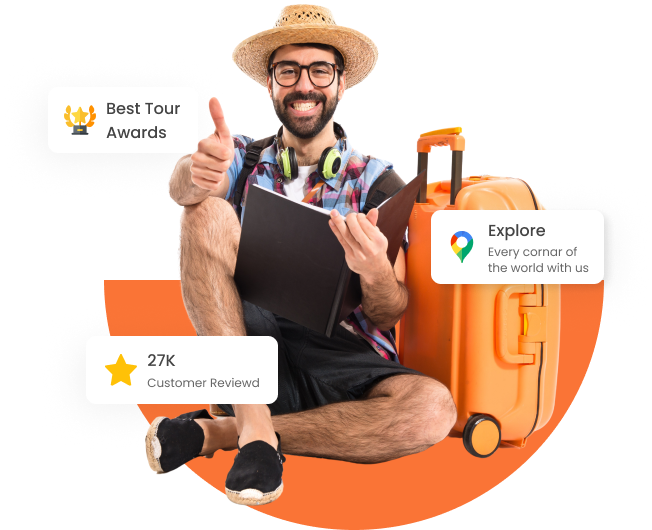 Best Tour
Awards
Explore
Every cornar of
the world with us
27K
Customer Reviewd